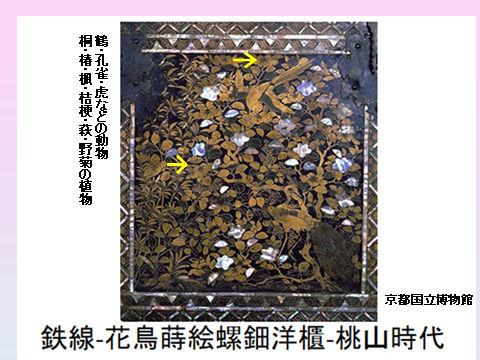 鶴・孔雀・虎などの動物
桐・椿・楓・桔梗・萩・野菊の植物
京都国立博物館
鉄線-花鳥蒔絵螺鈿洋櫃-桃山時代